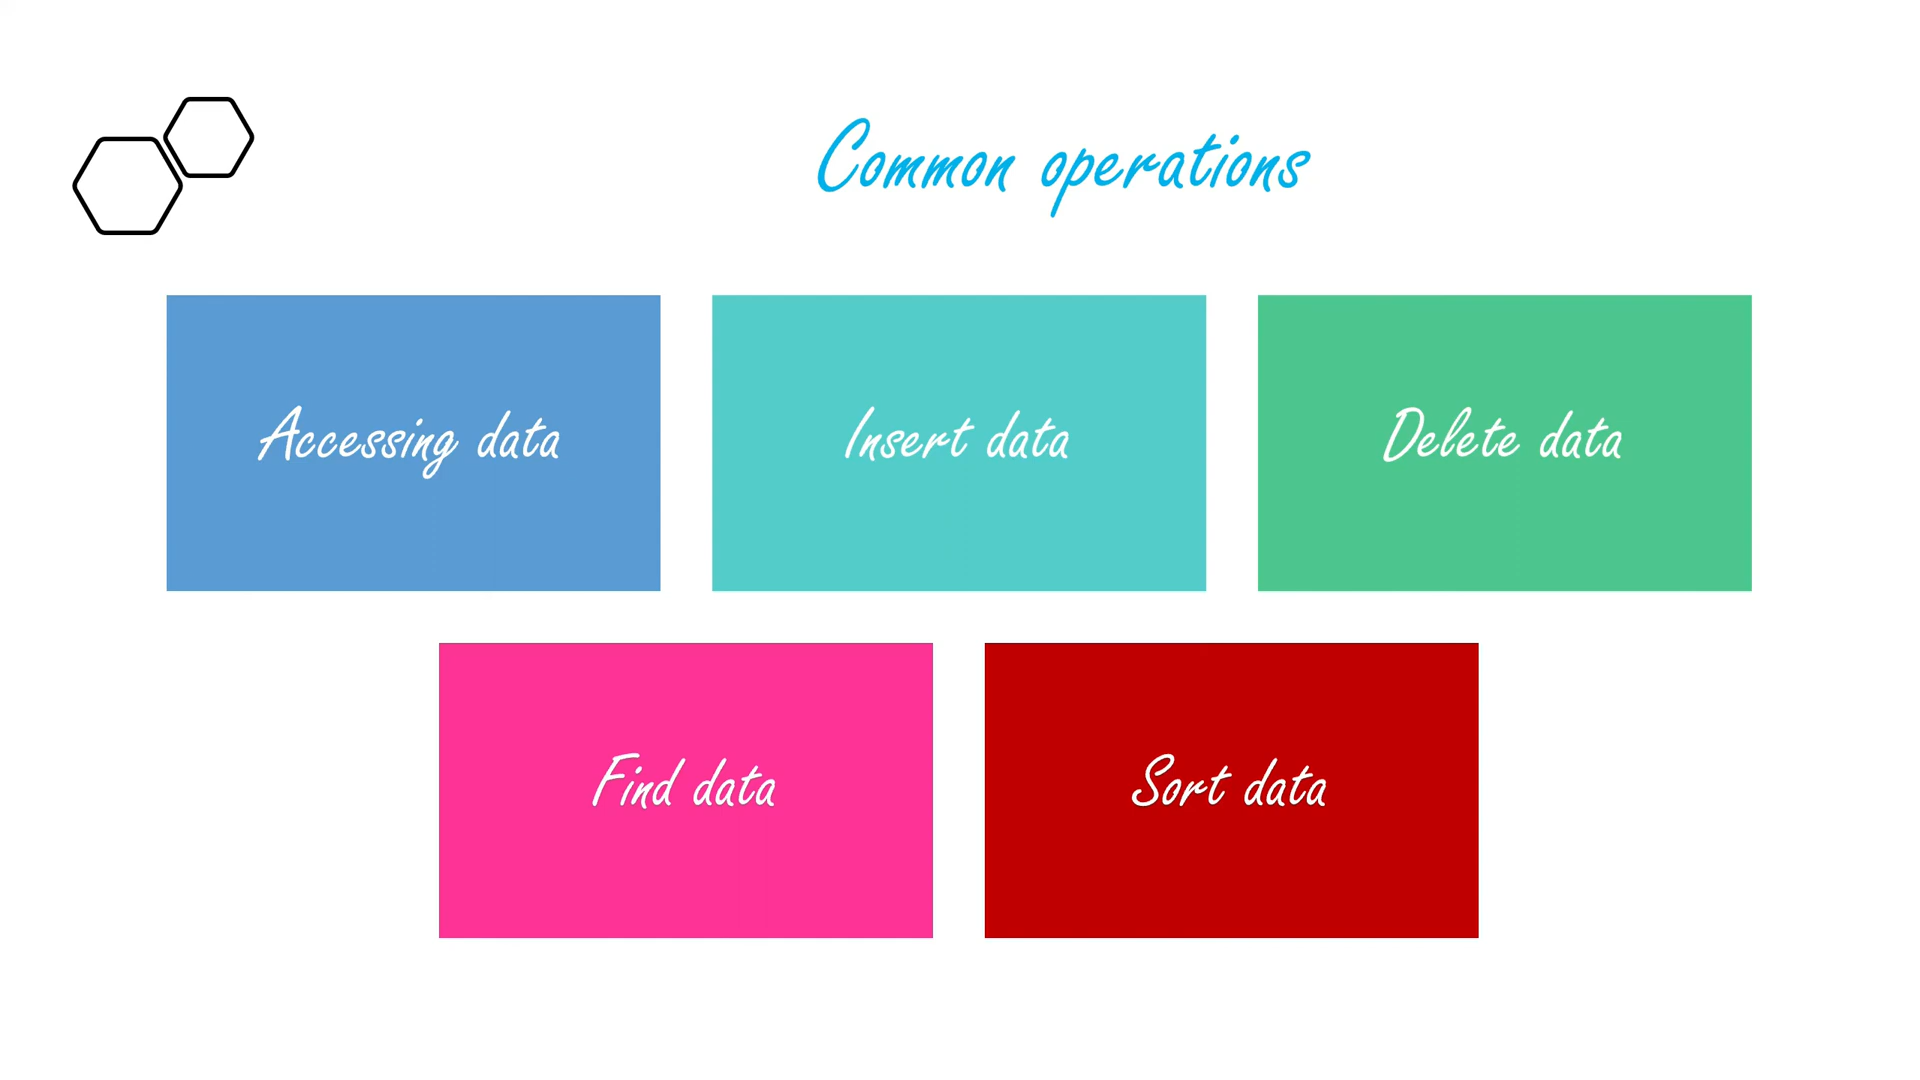 Common operations
Accessing data
Insert data
Delete data
Find data
Sort data